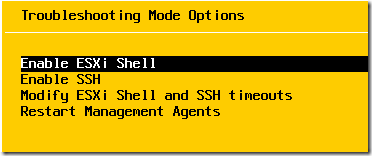 Troubleshooting Mode Options
Enable ESXi Shell
Enable SSH
Modify ESXi Shell and SSH timeouts
Restart Management Agents